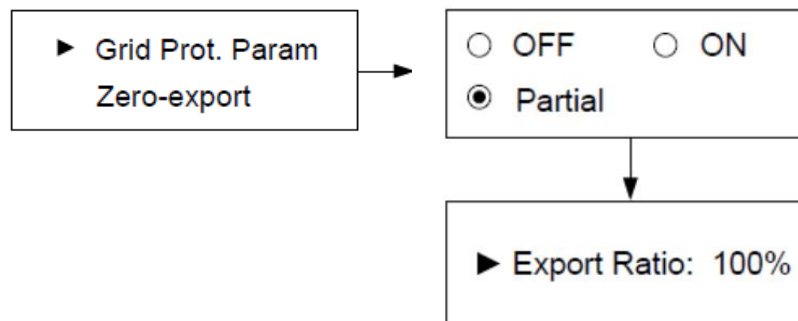 Grid Prot. Param
Zero-export
OFF ON
Partial
Export Ratio: 100%